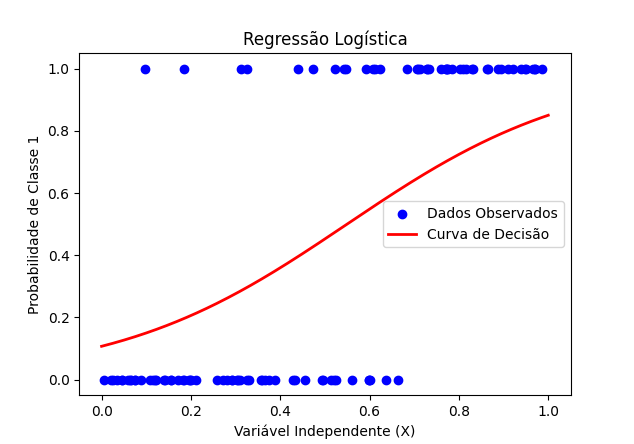 Regressão Logística
1.0
0.8
0.6
0.4
0.2
0.0
Probabilidade de Classe 1
Dados Observados
Curva de Decisão
0.0 0.2 0.4 0.6 0.8 1.0
Variável Independente (X)